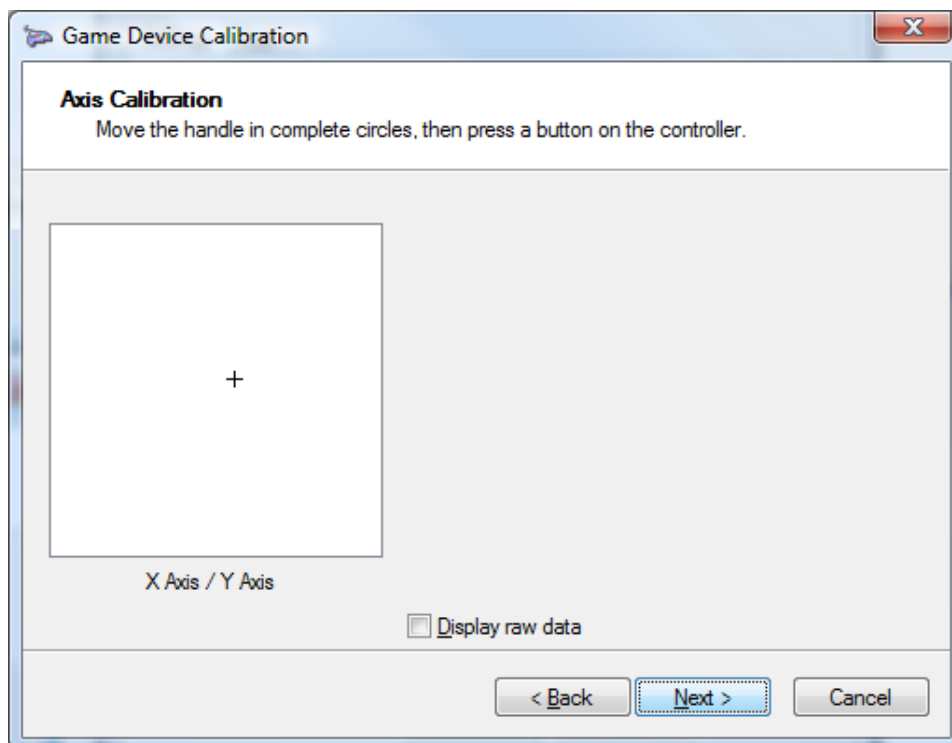 Game Device Calibration
Axis Calibration
Move the handle in complete circles, then press a button on the controller.
X Axis / Y Axis
Display raw data
< Back Next > Cancel